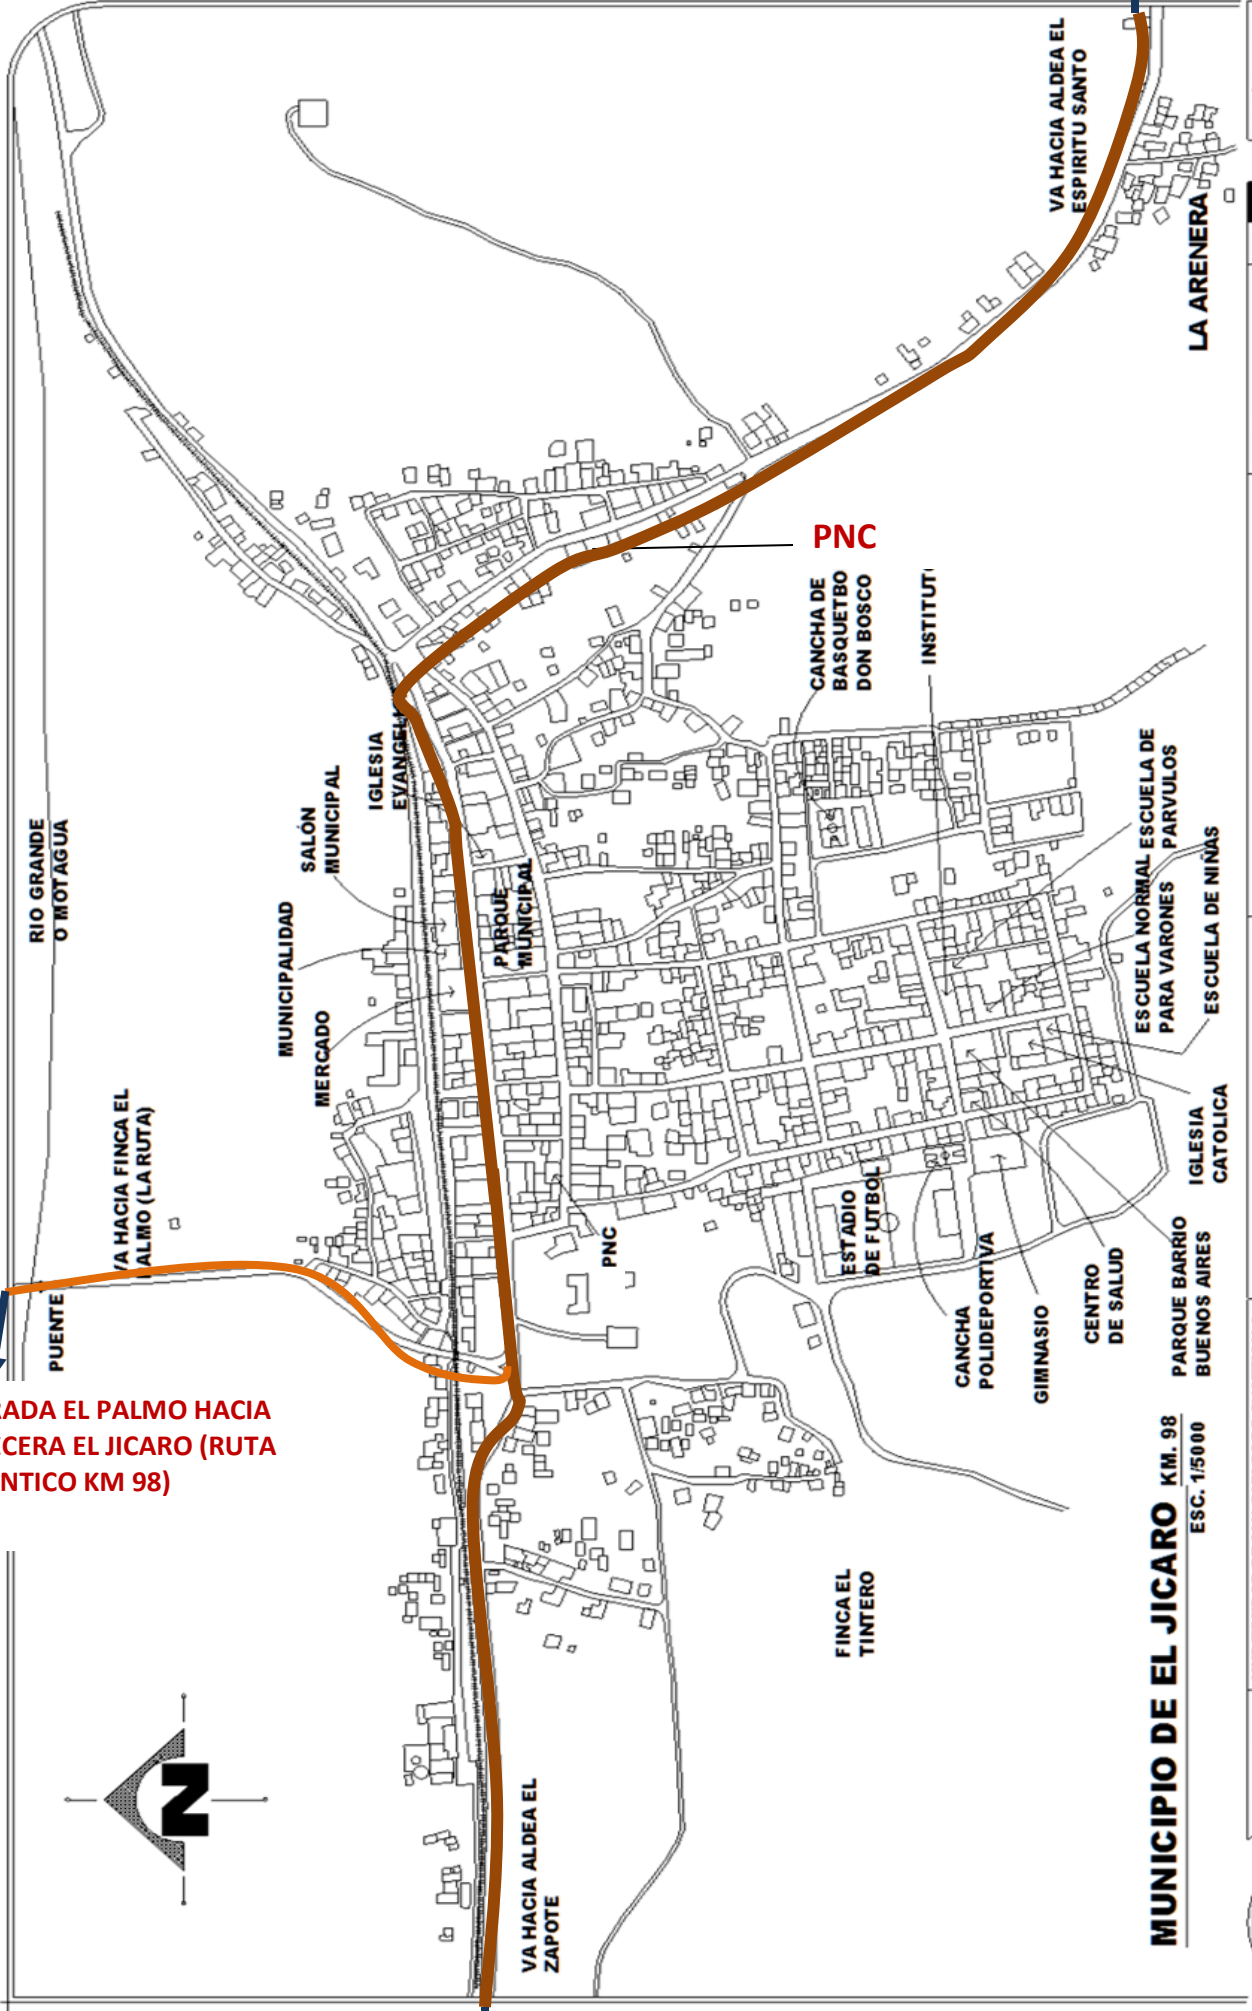 VA HACIA ALDEA EL
ESPIRITU SANTO
LA ARENERA
PNC
CANCHA DE
BASQUETBO
DON BOSCO
INSTITUT
IGLESIA
EVANGELI
SALÓN
MUNICIPAL
RIO GRANDE
O MOTAGUA
MUNICIPALIDAD
PARQUE
MUNICIPAL
MERCADO
ESCUELA DE
PARVULOS
ESCUELA NORMAL
PARA VARONES
ESCUELA DE NIÑAS
VA HACIA FINCA EL
PALMO (LA RUTA)
IGLESIA
CATOLICA
PNC
ESTADIO
DE FUTBOL
PUENTE
CANCHA
POLIDEPORTIVA
GIMNASIO
CENTRO
DE SALUD
PARQUE BARRIO
BUENOS AIRES
RADA EL PALMO HACIA
ECERA EL JICARO (RUTA
NTICO KM 98)
FINCA EL
TINTERO
VA HACIA ALDEA EL
ZAPOTE
N
MUNICIPIO DE EL JICARO KM. 98
ESC. 1/5000